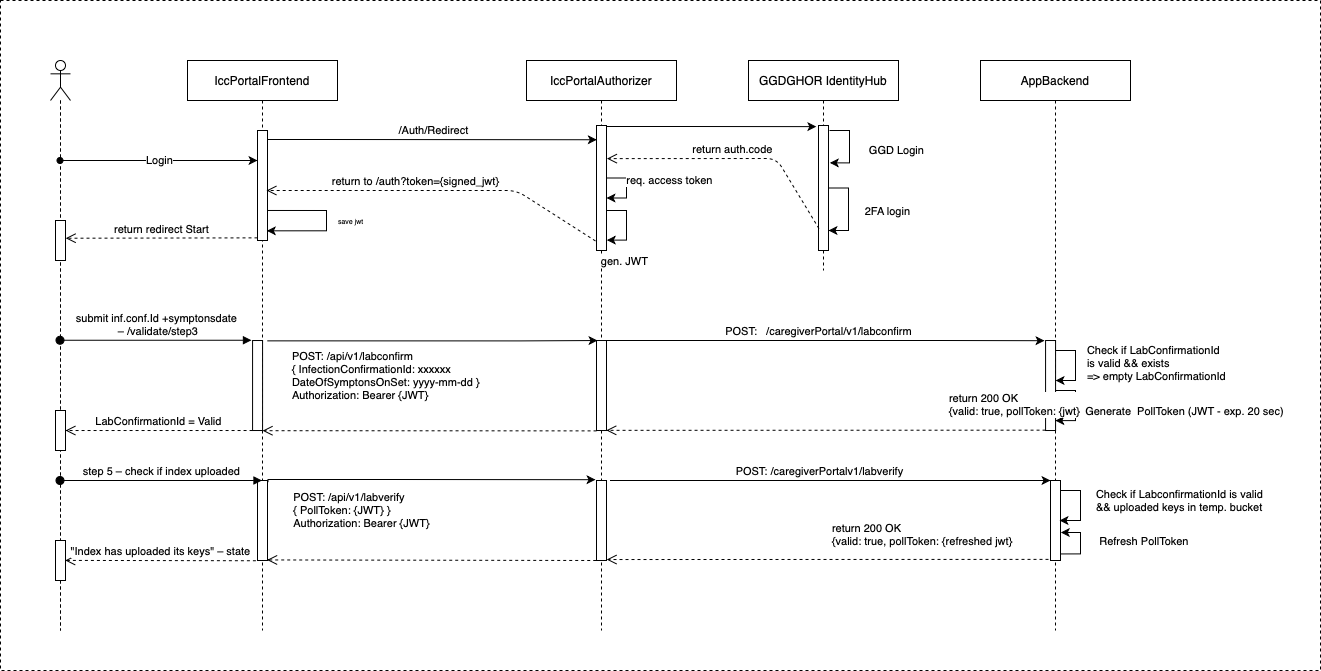 IccPortalFrontend
IccPortalAuthorizer
GGDGHOR IdentityHub
AppBackend
/Auth/Redirect
return auth.code
GGD Login
Login
return to /auth?token={signed_jwt}
req. access token
2FA login
save jwt
return redirect Start
gen. JWT
submit inf.conf.Id +symptonsdate
– /validate/step3
POST:   /caregiverPortal/v1/labconfirm
POST: /api/v1/labconfirm
{ InfectionConfirmationId: xxxxxx
DateOfSymptonsOnSet: yyyy-mm-dd }
Authorization: Bearer {JWT}
Check if LabConfirmationId
is valid && exists
=> empty LabConfirmationId
return 200 OK
{valid: true, pollToken: {jwt}
Generate  PollToken (JWT - exp. 20 sec)
LabConfirmationId = Valid
step 5 – check if index uploaded
POST: /caregiverPortalv1/labverify
POST: /api/v1/labverify
{ PollToken: {JWT} }
Authorization: Bearer {JWT}
Check if LabconfirmationId is valid
&& uploaded keys in temp. bucket
return 200 OK
{valid: true, pollToken: {refreshed jwt}
Refresh PollToken
"Index has uploaded its keys" – state